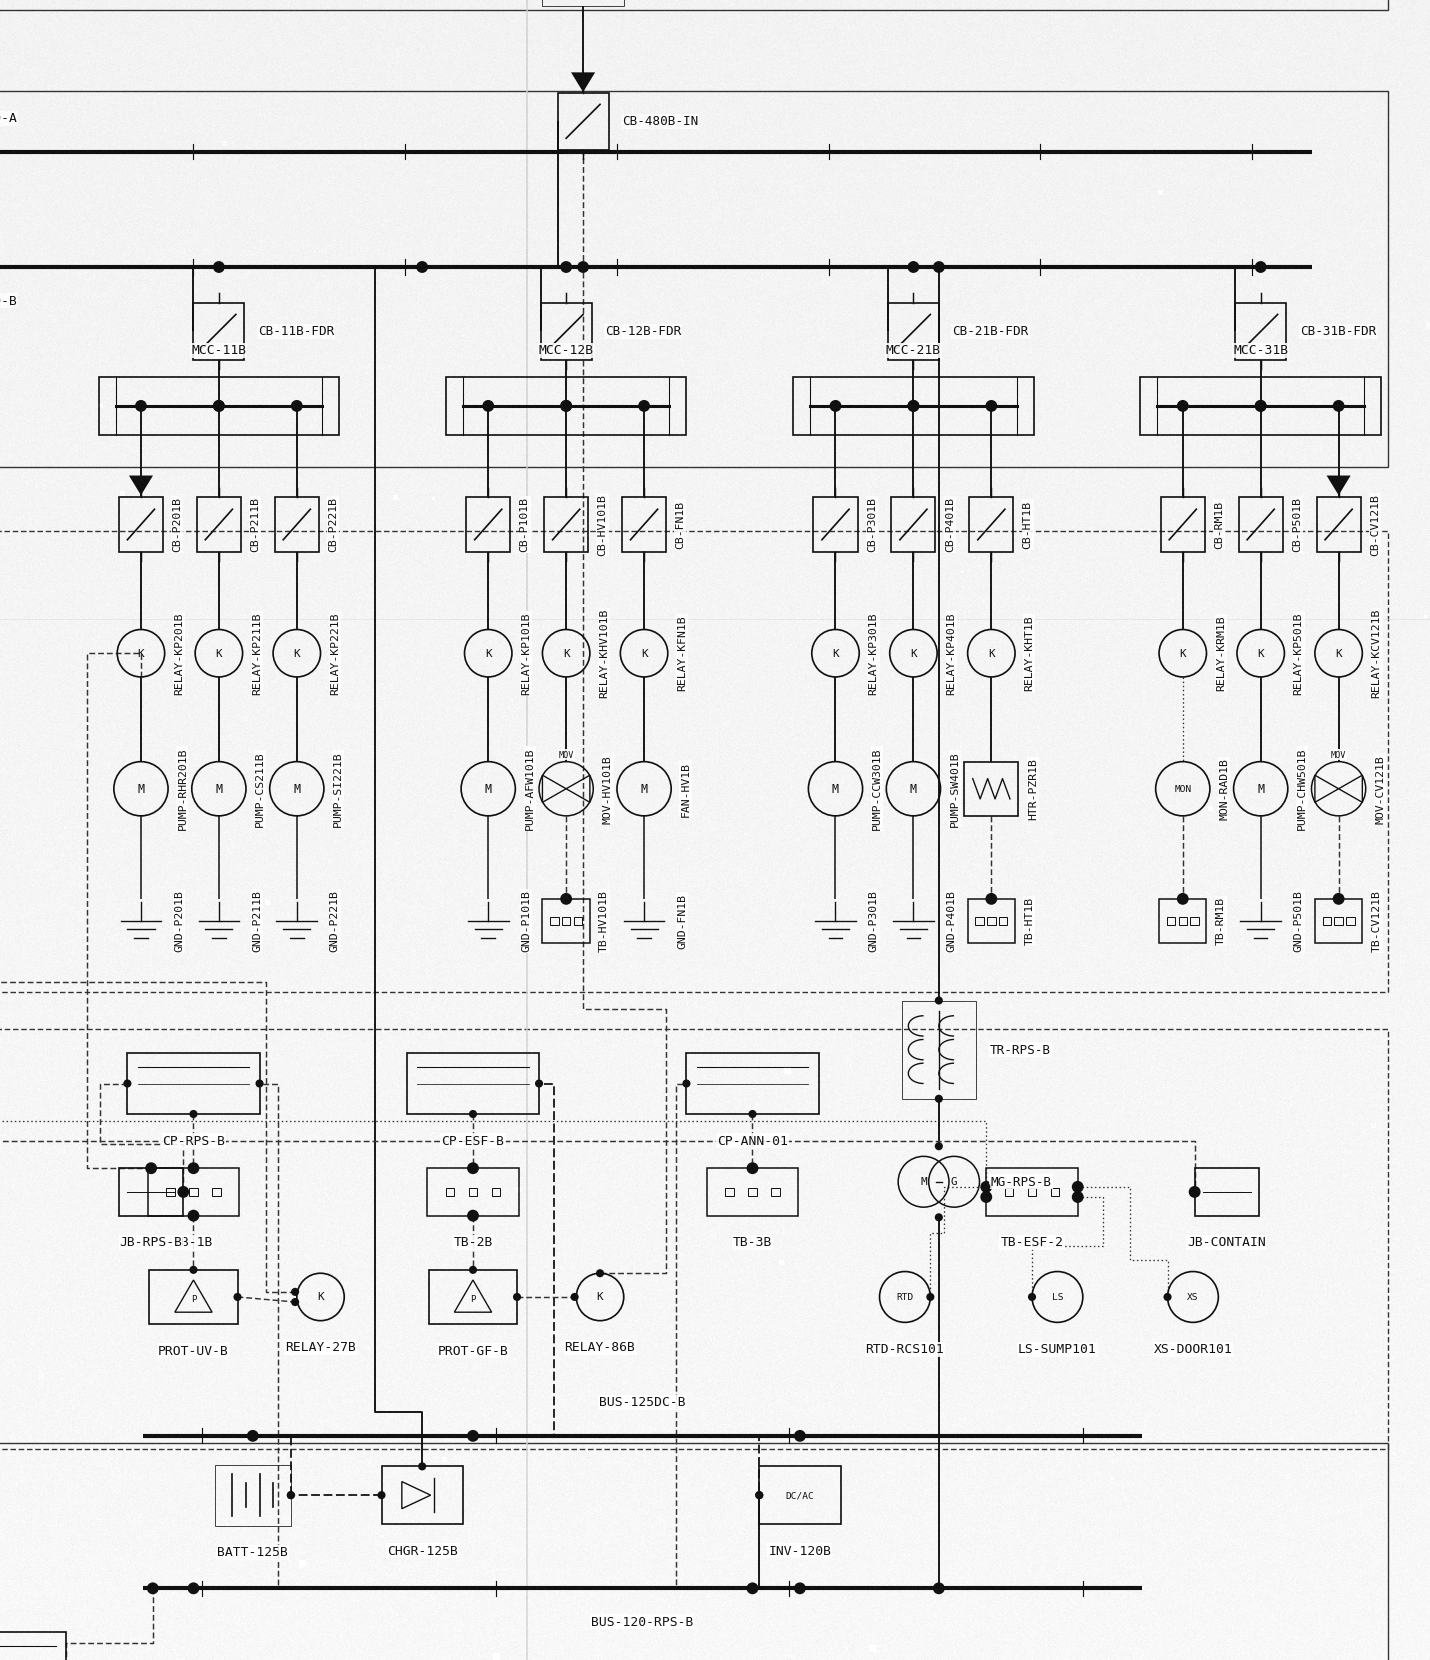 -A
CB-480B-IN
-B
CB-11B-FDR
CB-12B-FDR
CB-21B-FDR
CB-31B-FDR
MCC-11B
MCC-12B
MCC-21B
MCC-31B
CB-P201B
CB-P211B
CB-P221B
CB-P101B
CB-HV101B
CB-FN1B
CB-P301B
CB-P401B
CB-HT1B
CB-RM1B
CB-P501B
CB-CV121B
K
K
K
K
K
K
K
K
K
K
K
K
RELAY-KP201B
RELAY-KP211B
RELAY-KP221B
RELAY-KP101B
RELAY-KHV101B
RELAY-KFN1B
RELAY-KP301B
RELAY-KP401B
RELAY-KHT1B
RELAY-KRM1B
RELAY-KP501B
RELAY-KCV121B
MOV
MOV
M
M
M
M
M
M
M
MON
M
PUMP-RHR201B
PUMP-CS211B
PUMP-SI221B
PUMP-AFW101B
MOV-HV101B
FAN-HV1B
PUMP-CCW301B
PUMP-SW401B
HTR-PZR1B
MON-RAD1B
PUMP-CHW501B
MOV-CV121B
GND-P201B
GND-P211B
GND-P221B
GND-P101B
TB-HV101B
GND-FN1B
GND-P301B
GND-P401B
TB-HT1B
TB-RM1B
GND-P501B
TB-CV121B
TR-RPS-B
CP-RPS-B
CP-ESF-B
CP-ANN-01
M
G
MG-RPS-B
JB-RPS-B
-1B
TB-2B
TB-3B
TB-ESF-2
JB-CONTAIN
P
K
P
K
RTD
LS
XS
PROT-UV-B
RELAY-27B
PROT-GF-B
RELAY-86B
RTD-RCS101
LS-SUMP101
XS-DOOR101
BUS-125DC-B
DC/AC
BATT-125B
CHGR-125B
INV-120B
BUS-120-RPS-B